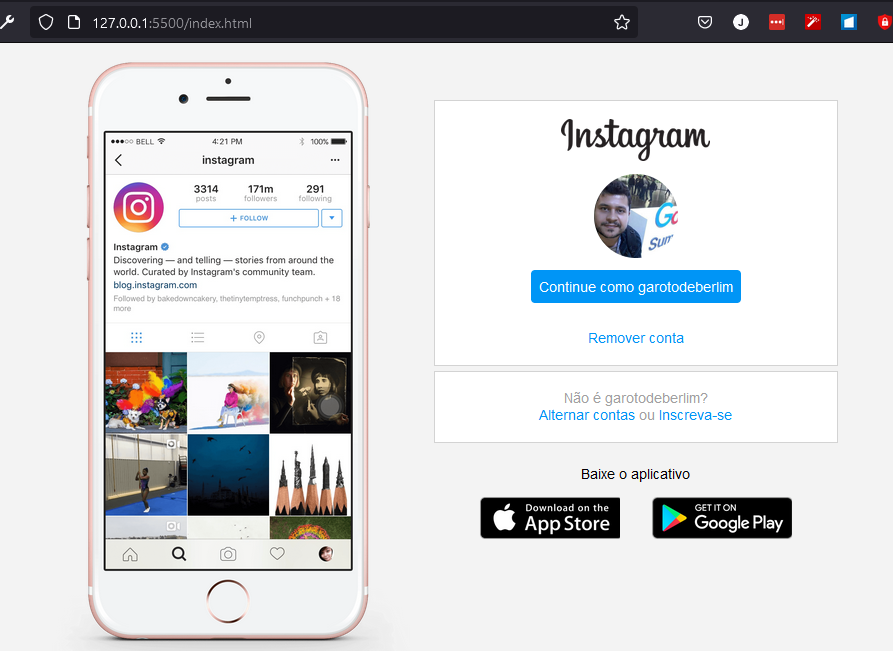 127.0.0.1:5500/index.html
J
BELL 4:21 PM 100%
instagram
3314 171m 291
posts followers following
+ FOLLOW
Instagram
Discovering — and telling — stories from around the
world. Curated by Instagram's community team.
blog.instagram.com
Followed by bakedowncakery, thetinytemptress, funchpunch + 18
more
Instagram
Continue como garotodeberlim
Remover conta
Não é garotodeberlim?
Alternar contas ou Inscreva-se
Baixe o aplicativo
Download on the
App Store
GET IT ON
Google Play